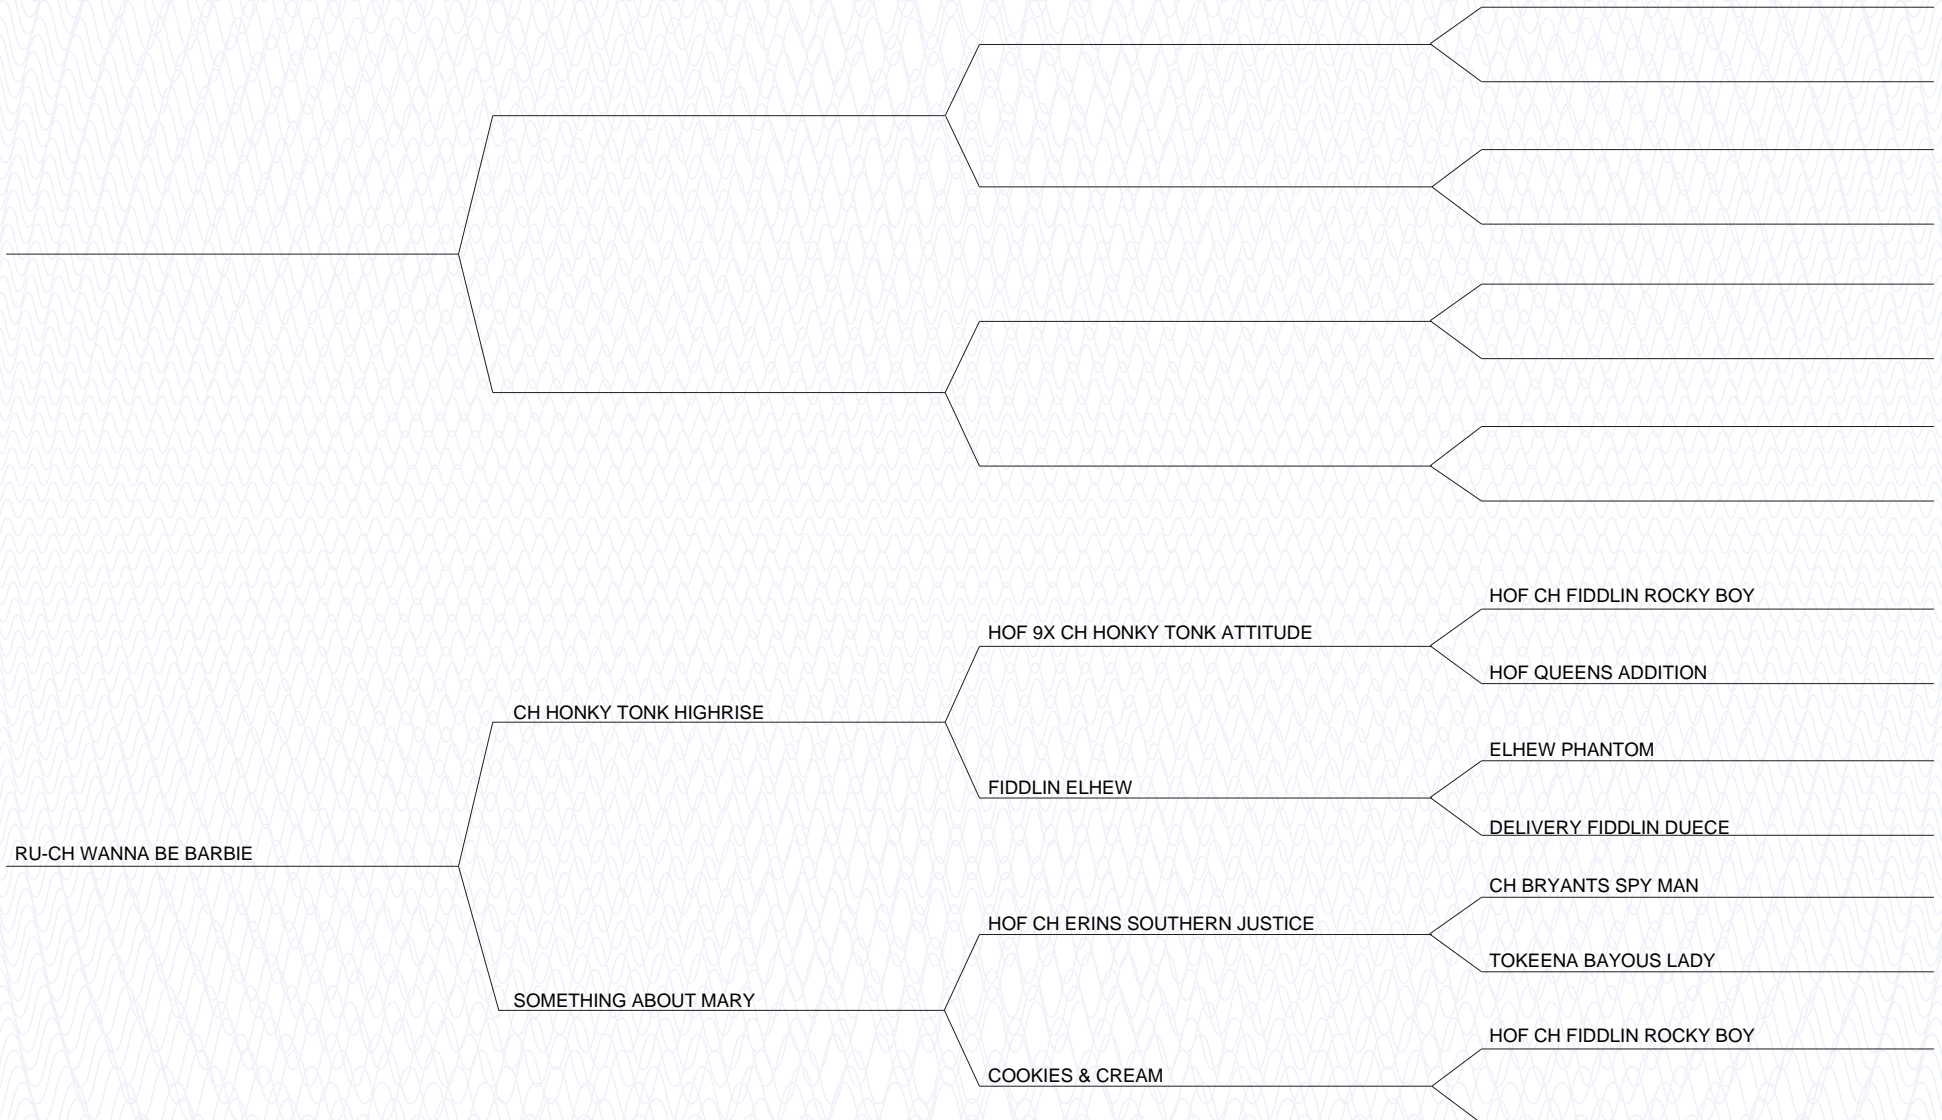 HOF CH FIDDLIN ROCKY BOY
HOF 9X CH HONKY TONK ATTITUDE
HOF QUEENS ADDITION
CH HONKY TONK HIGHRISE
ELHEW PHANTOM
FIDDLIN ELHEW
DELIVERY FIDDLIN DUECE
RU-CH WANNA BE BARBIE
CH BRYANTS SPY MAN
HOF CH ERINS SOUTHERN JUSTICE
TOKEENA BAYOUS LADY
SOMETHING ABOUT MARY
HOF CH FIDDLIN ROCKY BOY
COOKIES & CREAM